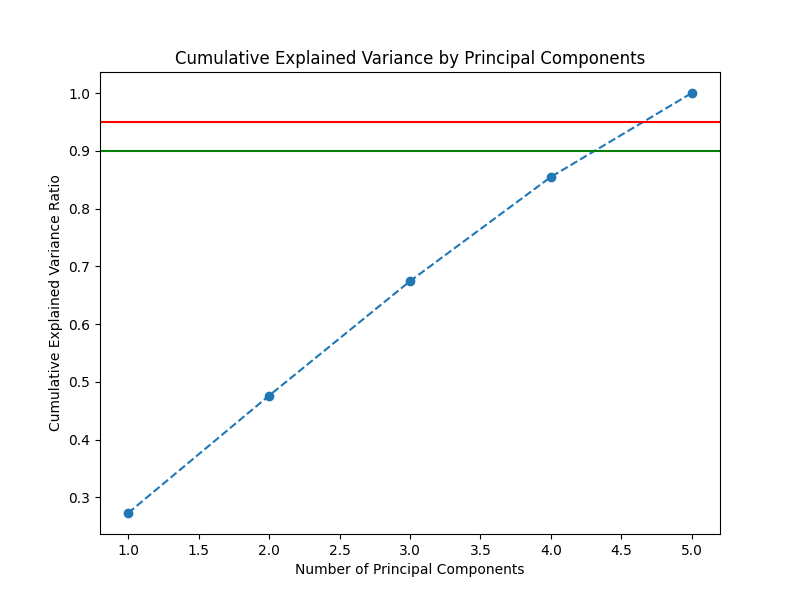 Cumulative Explained Variance by Principal Components
Cumulative Explained Variance Ratio
1.0
0.9
0.8
0.7
0.6
0.5
0.4
0.3
1.0 1.5 2.0 2.5 3.0 3.5 4.0 4.5 5.0
Number of Principal Components